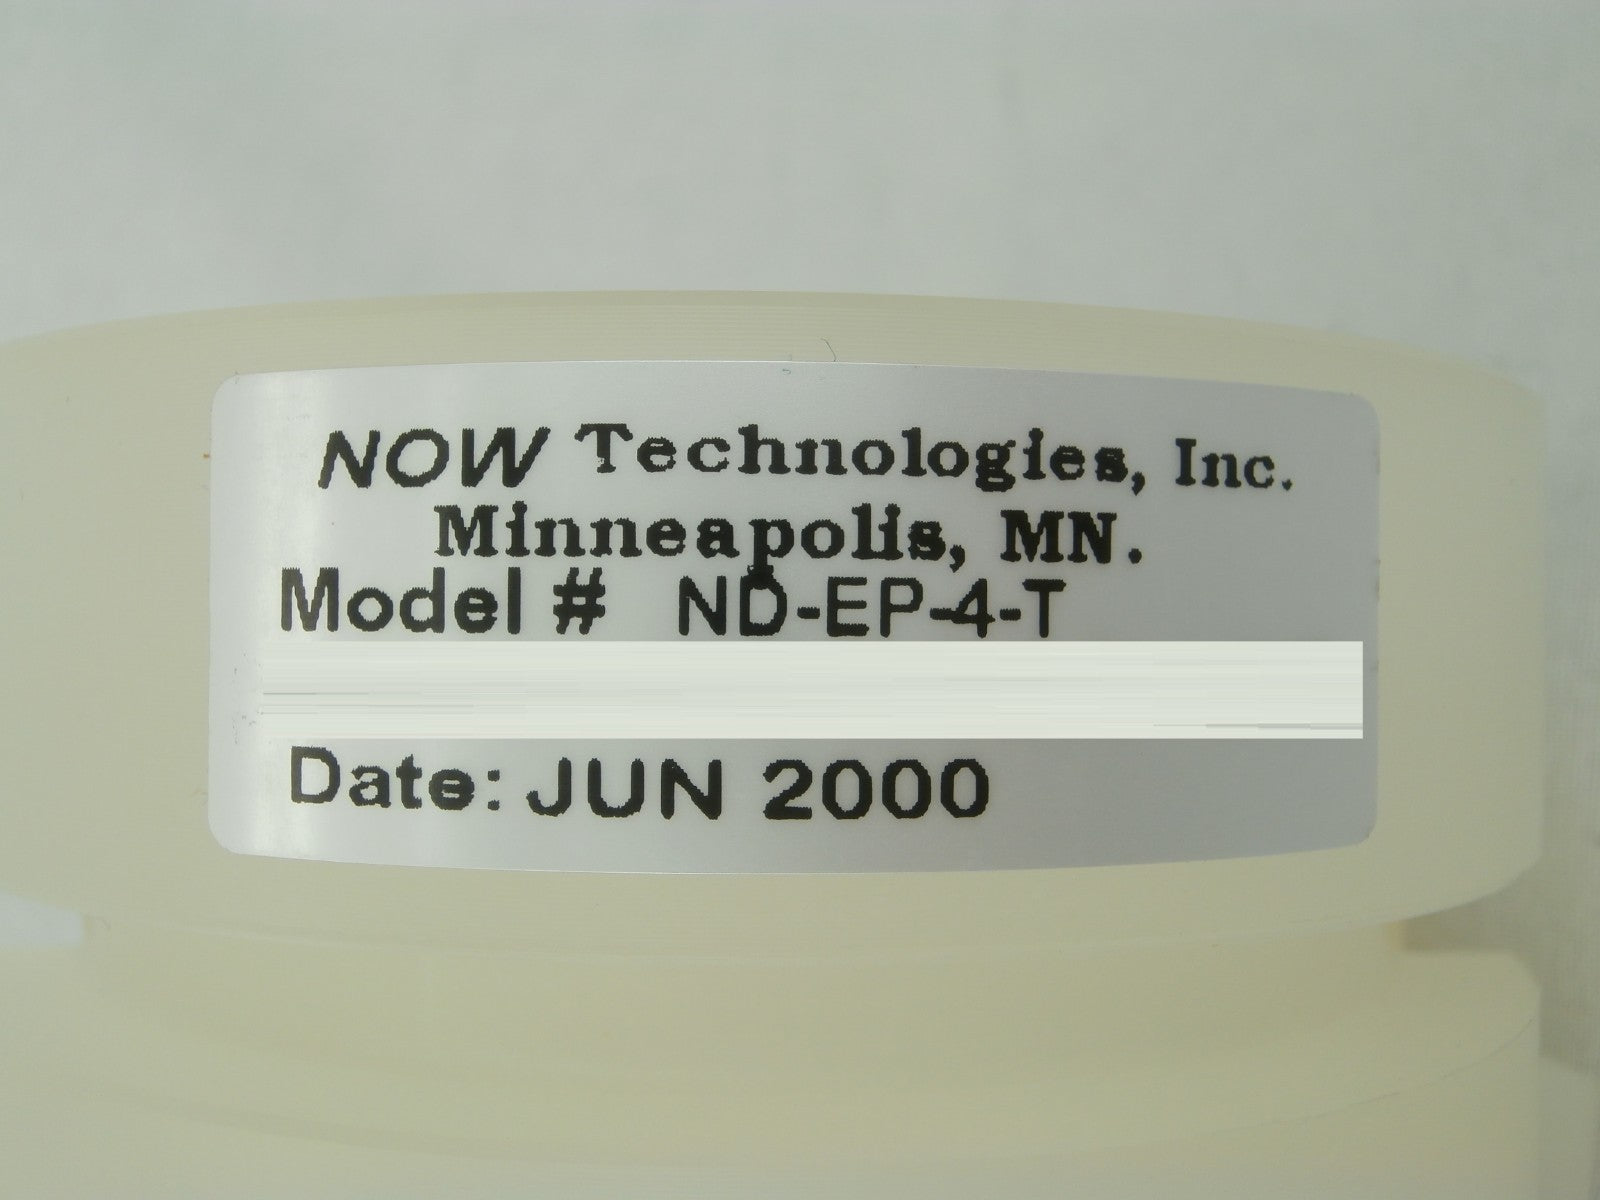 NOW Technologies, Inc.
Minneapolis, MN.
Model # ND-EP-4-T
Date: JUN 2000